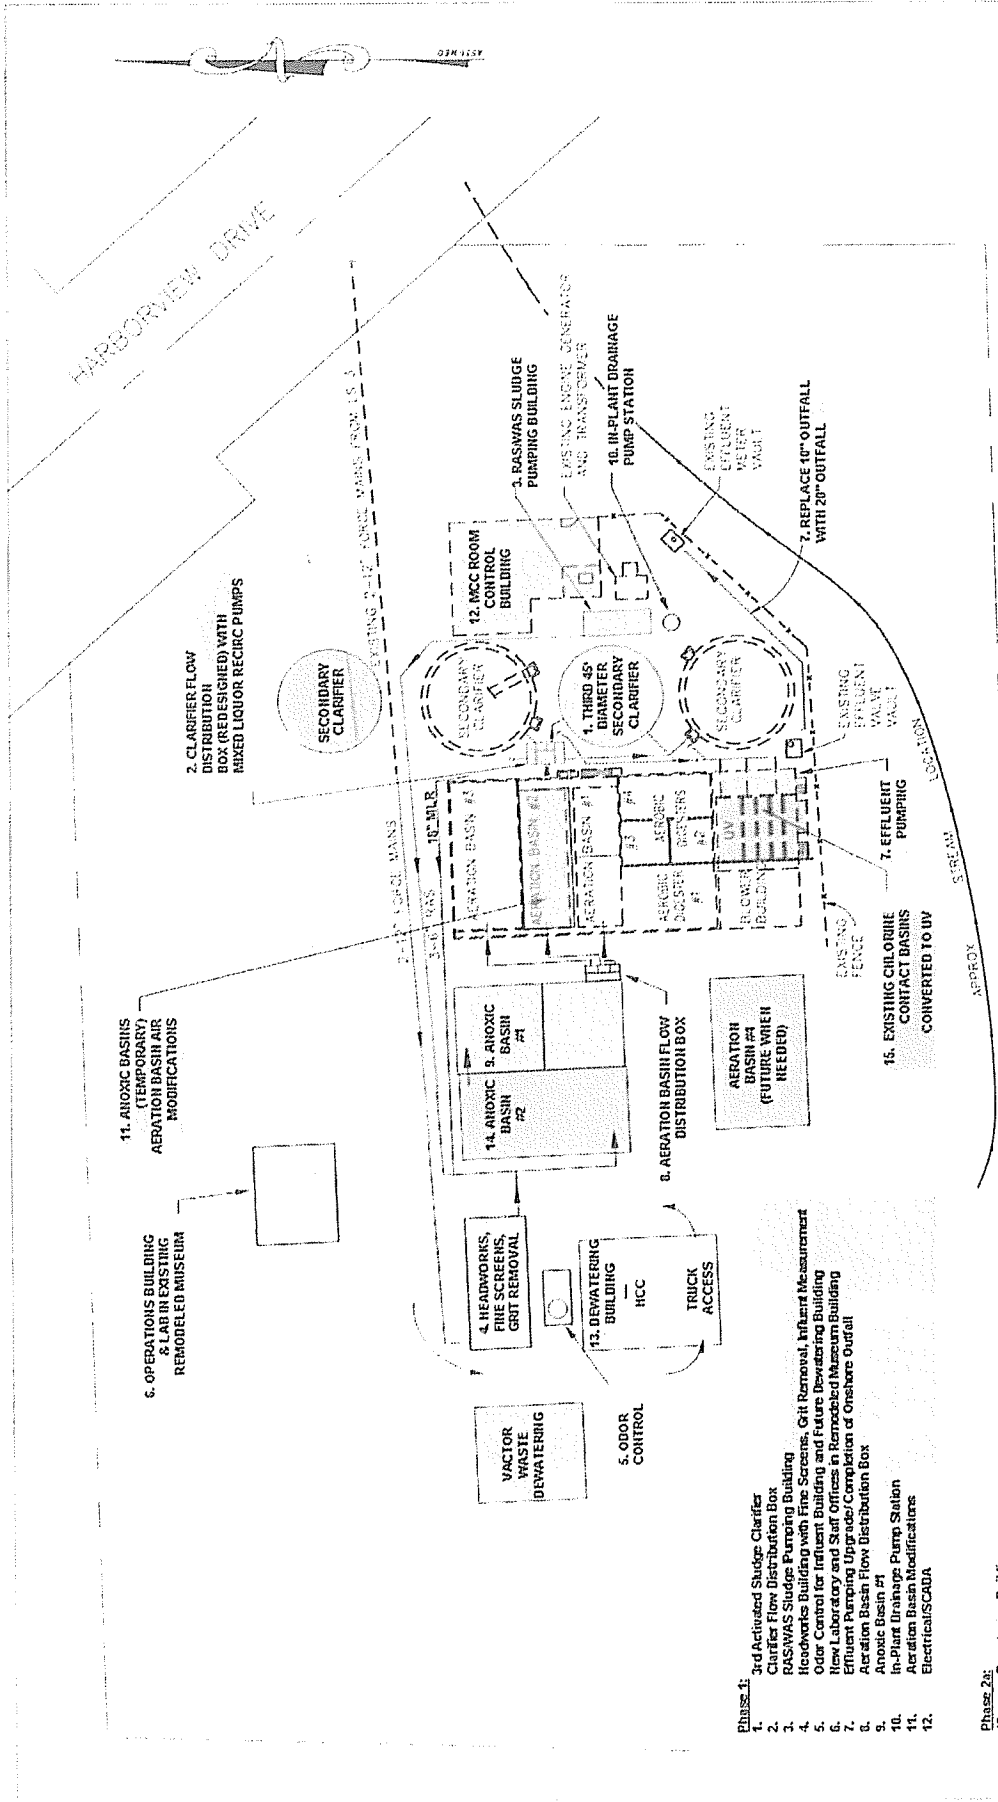 ASSUMED
HARBORVIEW DRIVE
EXISTING 2-12" FORCE MAINS FROM LS 3
2. CLARIFIER FLOW
DISTRIBUTION
BOX (REDESIGNED) WITH
MIXED LIQUOR RECIRC PUMPS
SECONDARY
CLARIFIER
SECONDARY
CLARIFIER
12. MCC ROOM
CONTROL
BUILDING
3. RAS/WAS SLUDGE
PUMPING BUILDING
EXISTING ENGINE GENERATOR
AND TRANSFORMER
10. IN-PLANT DRAINAGE
PUMP STATION
EXISTING
EFFLUENT
METER
VAULT
7. REPLACE 10" OUTFALL
WITH 20" OUTFALL
1. THIRD 45'
DIAMETER
SECONDARY
CLARIFIER
SECONDARY
CLARIFIER
EXISTING
EFFLUENT
VALVE
VAULT
FORCE MAINS
RAS
18" MLR
AERATION BASIN #3
AERATION BASIN #2
AERATION BASIN #1
#3
#4
AEROBIC
DIGESTERS
#2
AEROBIC
DIGESTER
#1
BLOWER
BUILDING
UV
7. EFFLUENT
PUMPING
15. EXISTING CHLORINE
CONTACT BASINS
CONVERTED TO UV
EXISTING
FENCE
APPROX
STREAM
LOCATION
11. ANOXIC BASINS
(TEMPORARY)
AERATION BASIN AIR
MODIFICATIONS
9. ANOXIC
BASIN
#1
14. ANOXIC
BASIN
#2
8. AERATION BASIN FLOW
DISTRIBUTION BOX
AERATION
BASIN #4
(FUTURE WHEN
NEEDED)
6. OPERATIONS BUILDING
& LAB IN EXISTING
REMODELED MUSEUM
4. HEADWORKS,
FINE SCREENS,
GRIT REMOVAL
13. DEWATERING
BUILDING
—
HCC
TRUCK
ACCESS
5. ODOR
CONTROL
VACTOR
WASTE
DEWATERING
Phase 1:
1. 3rd Activated Sludge Clarifier
2. Clarifier Flow Distribution Box
3. RAS/WAS Sludge Pumping Building
4. Headworks Building with Fine Screens, Grit Removal, Influent Measurement
5. Odor Control for Influent Building and Future Dewatering Building
6. New Laboratory and Staff Offices in Remodeled Museum Building
7. Effluent Pumping Upgrade/Completion of Onshore Outfall
8. Aeration Basin Flow Distribution Box
9. Anoxic Basin #1
10. In-Plant Drainage Pump Station
11. Aeration Basin Modifications
12. Electrical/SCADA
Phase 2a: